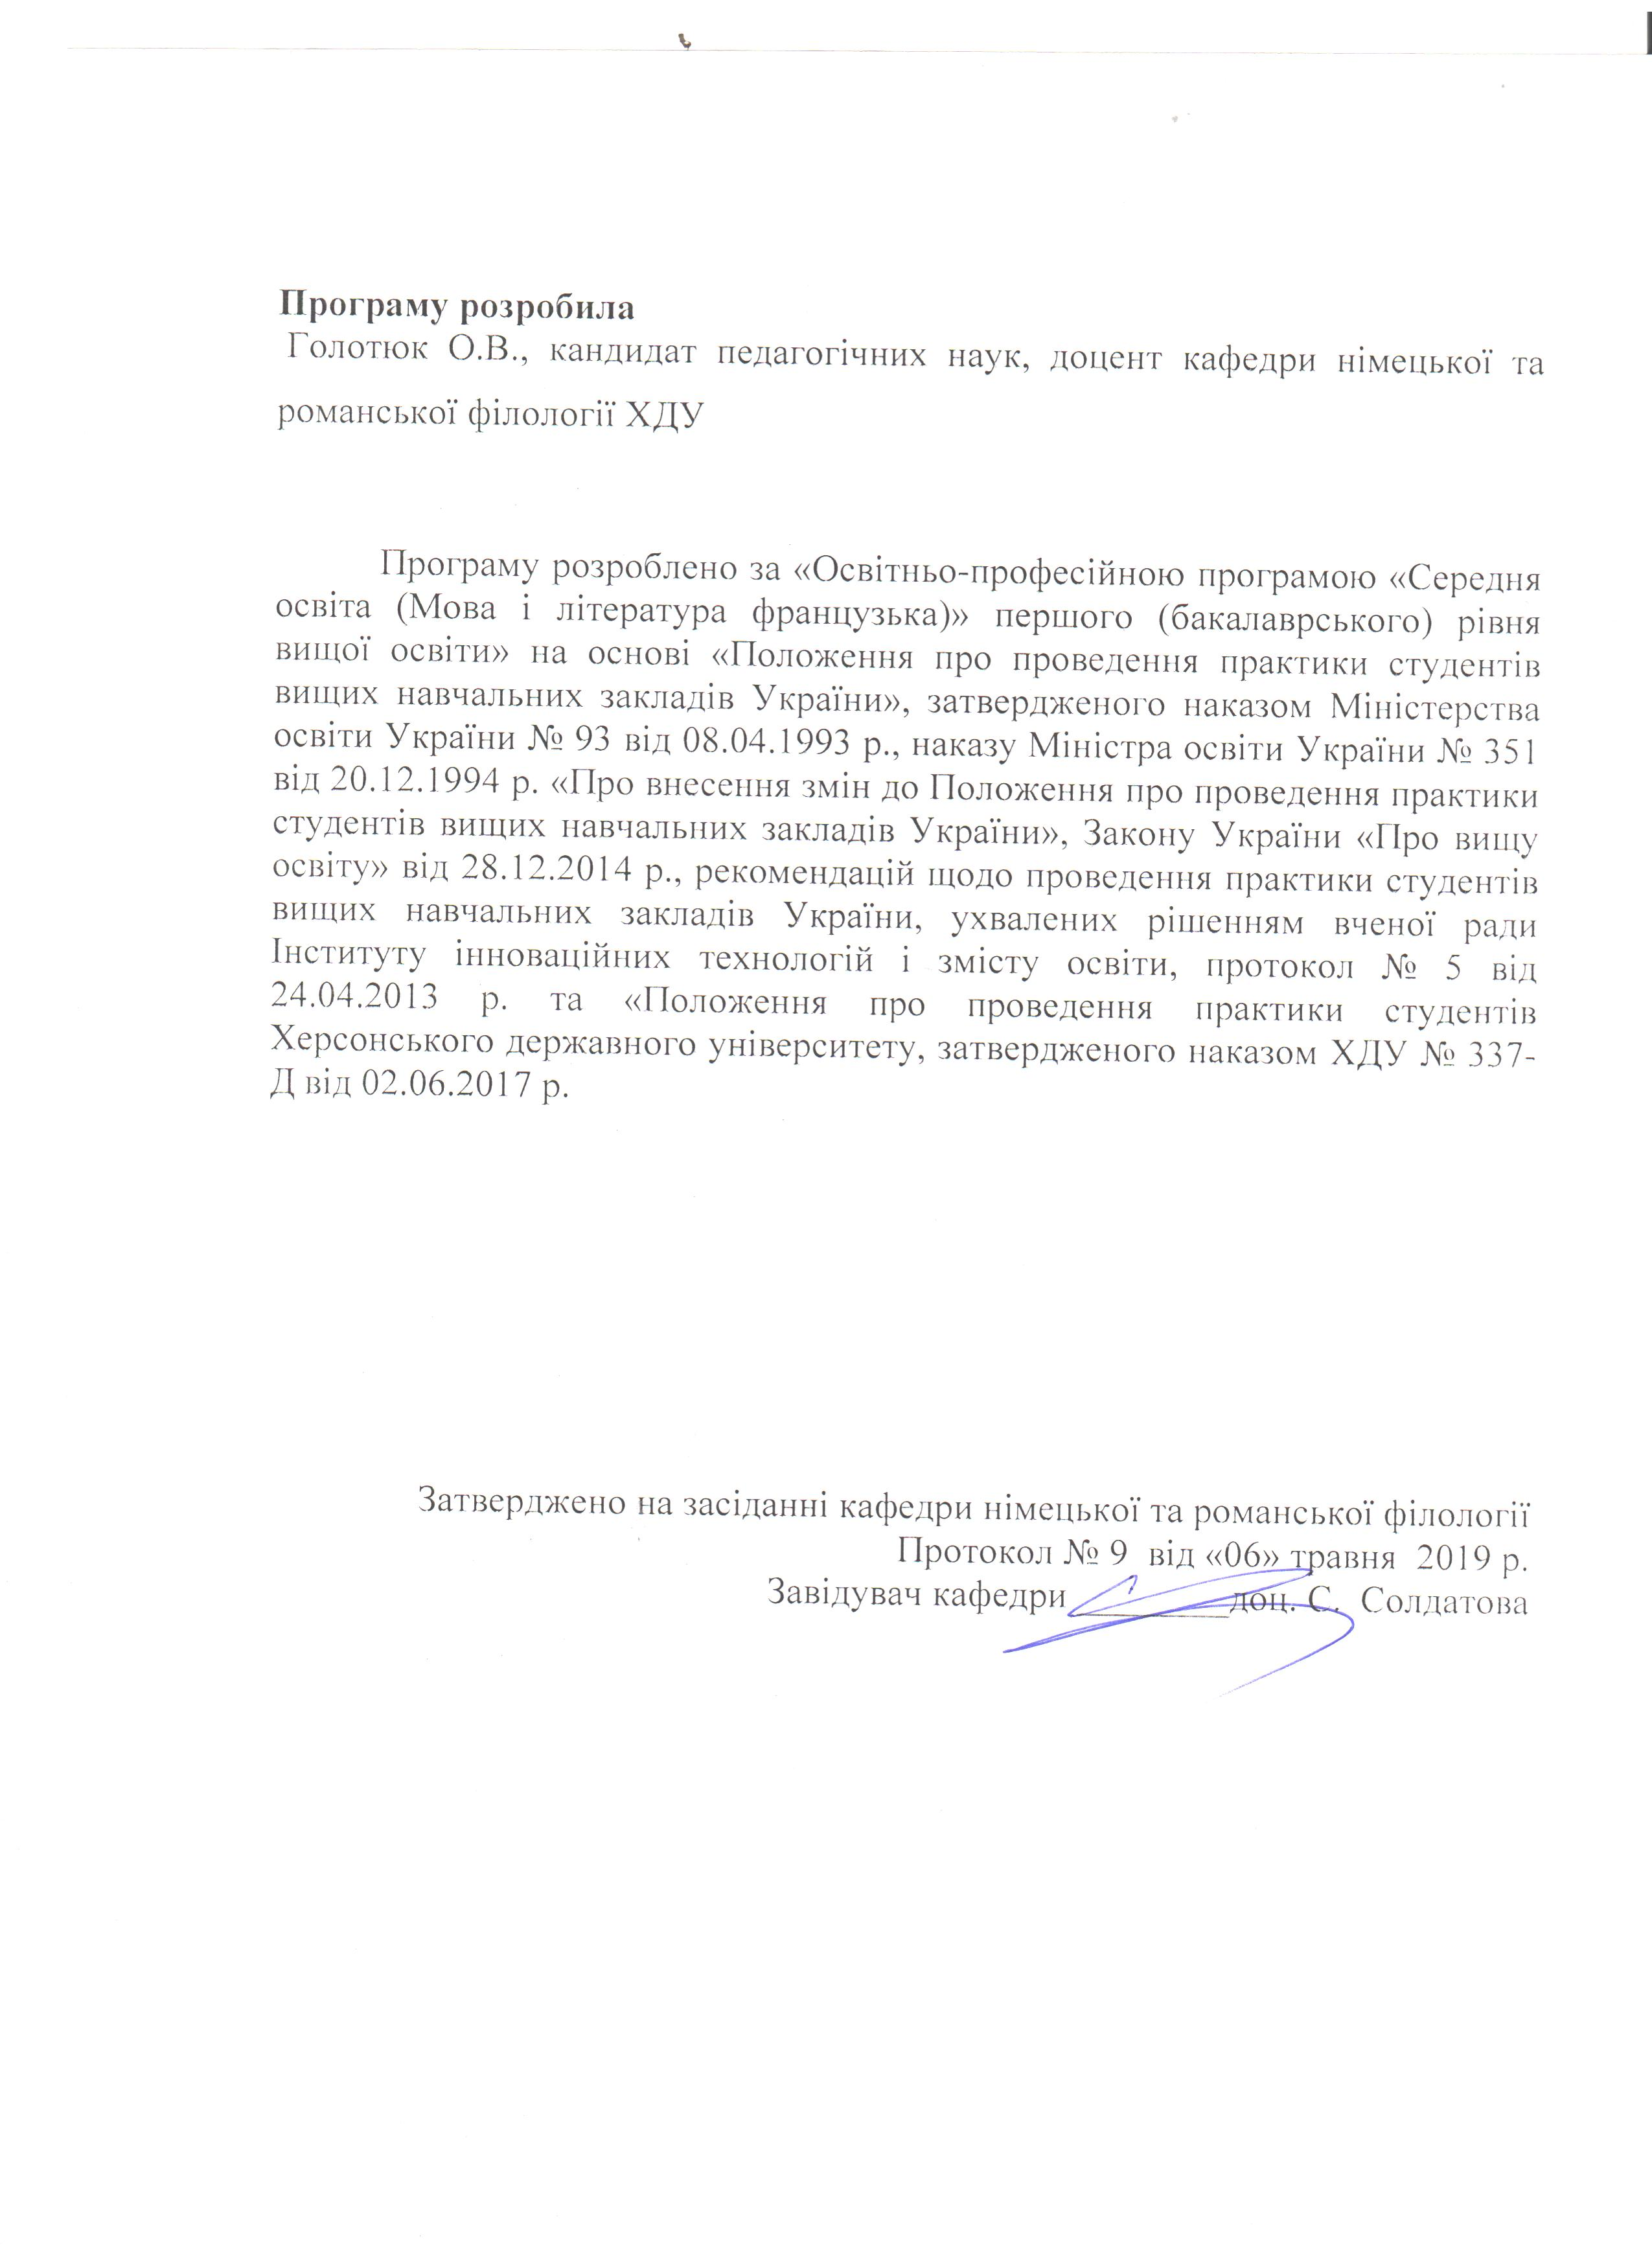 Програму розробила
Голотюк О.В., кандидат педагогічних наук, доцент кафедри німецької та
романської філології ХДУ
Програму розроблено за «Освітньо-професійною програмою «Середня
освіта (Мова і література французька)» першого (бакалаврського) рівня
вищої освіти» на основі «Положення про проведення практики студентів
вищих навчальних закладів України», затвердженого наказом Міністерства
освіти України № 93 від 08.04.1993 р., наказу Міністра освіти України № 351
від 20.12.1994 р. «Про внесення змін до Положення про проведення практики
студентів вищих навчальних закладів України», Закону України «Про вищу
освіту» від 28.12.2014 р., рекомендацій щодо проведення практики студентів
вищих навчальних закладів України, ухвалених рішенням вченої ради
Інституту інноваційних технологій і змісту освіти, протокол № 5 від
24.04.2013 р. та «Положення про проведення практики студентів
Херсонського державного університету, затвердженого наказом ХДУ № 337-
Д від 02.06.2017 р.
Затверджено на засіданні кафедри німецької та романської філології
Протокол № 9 від «06» травня 2019 р.
Завідувач кафедри_________доц. С. Солдатова